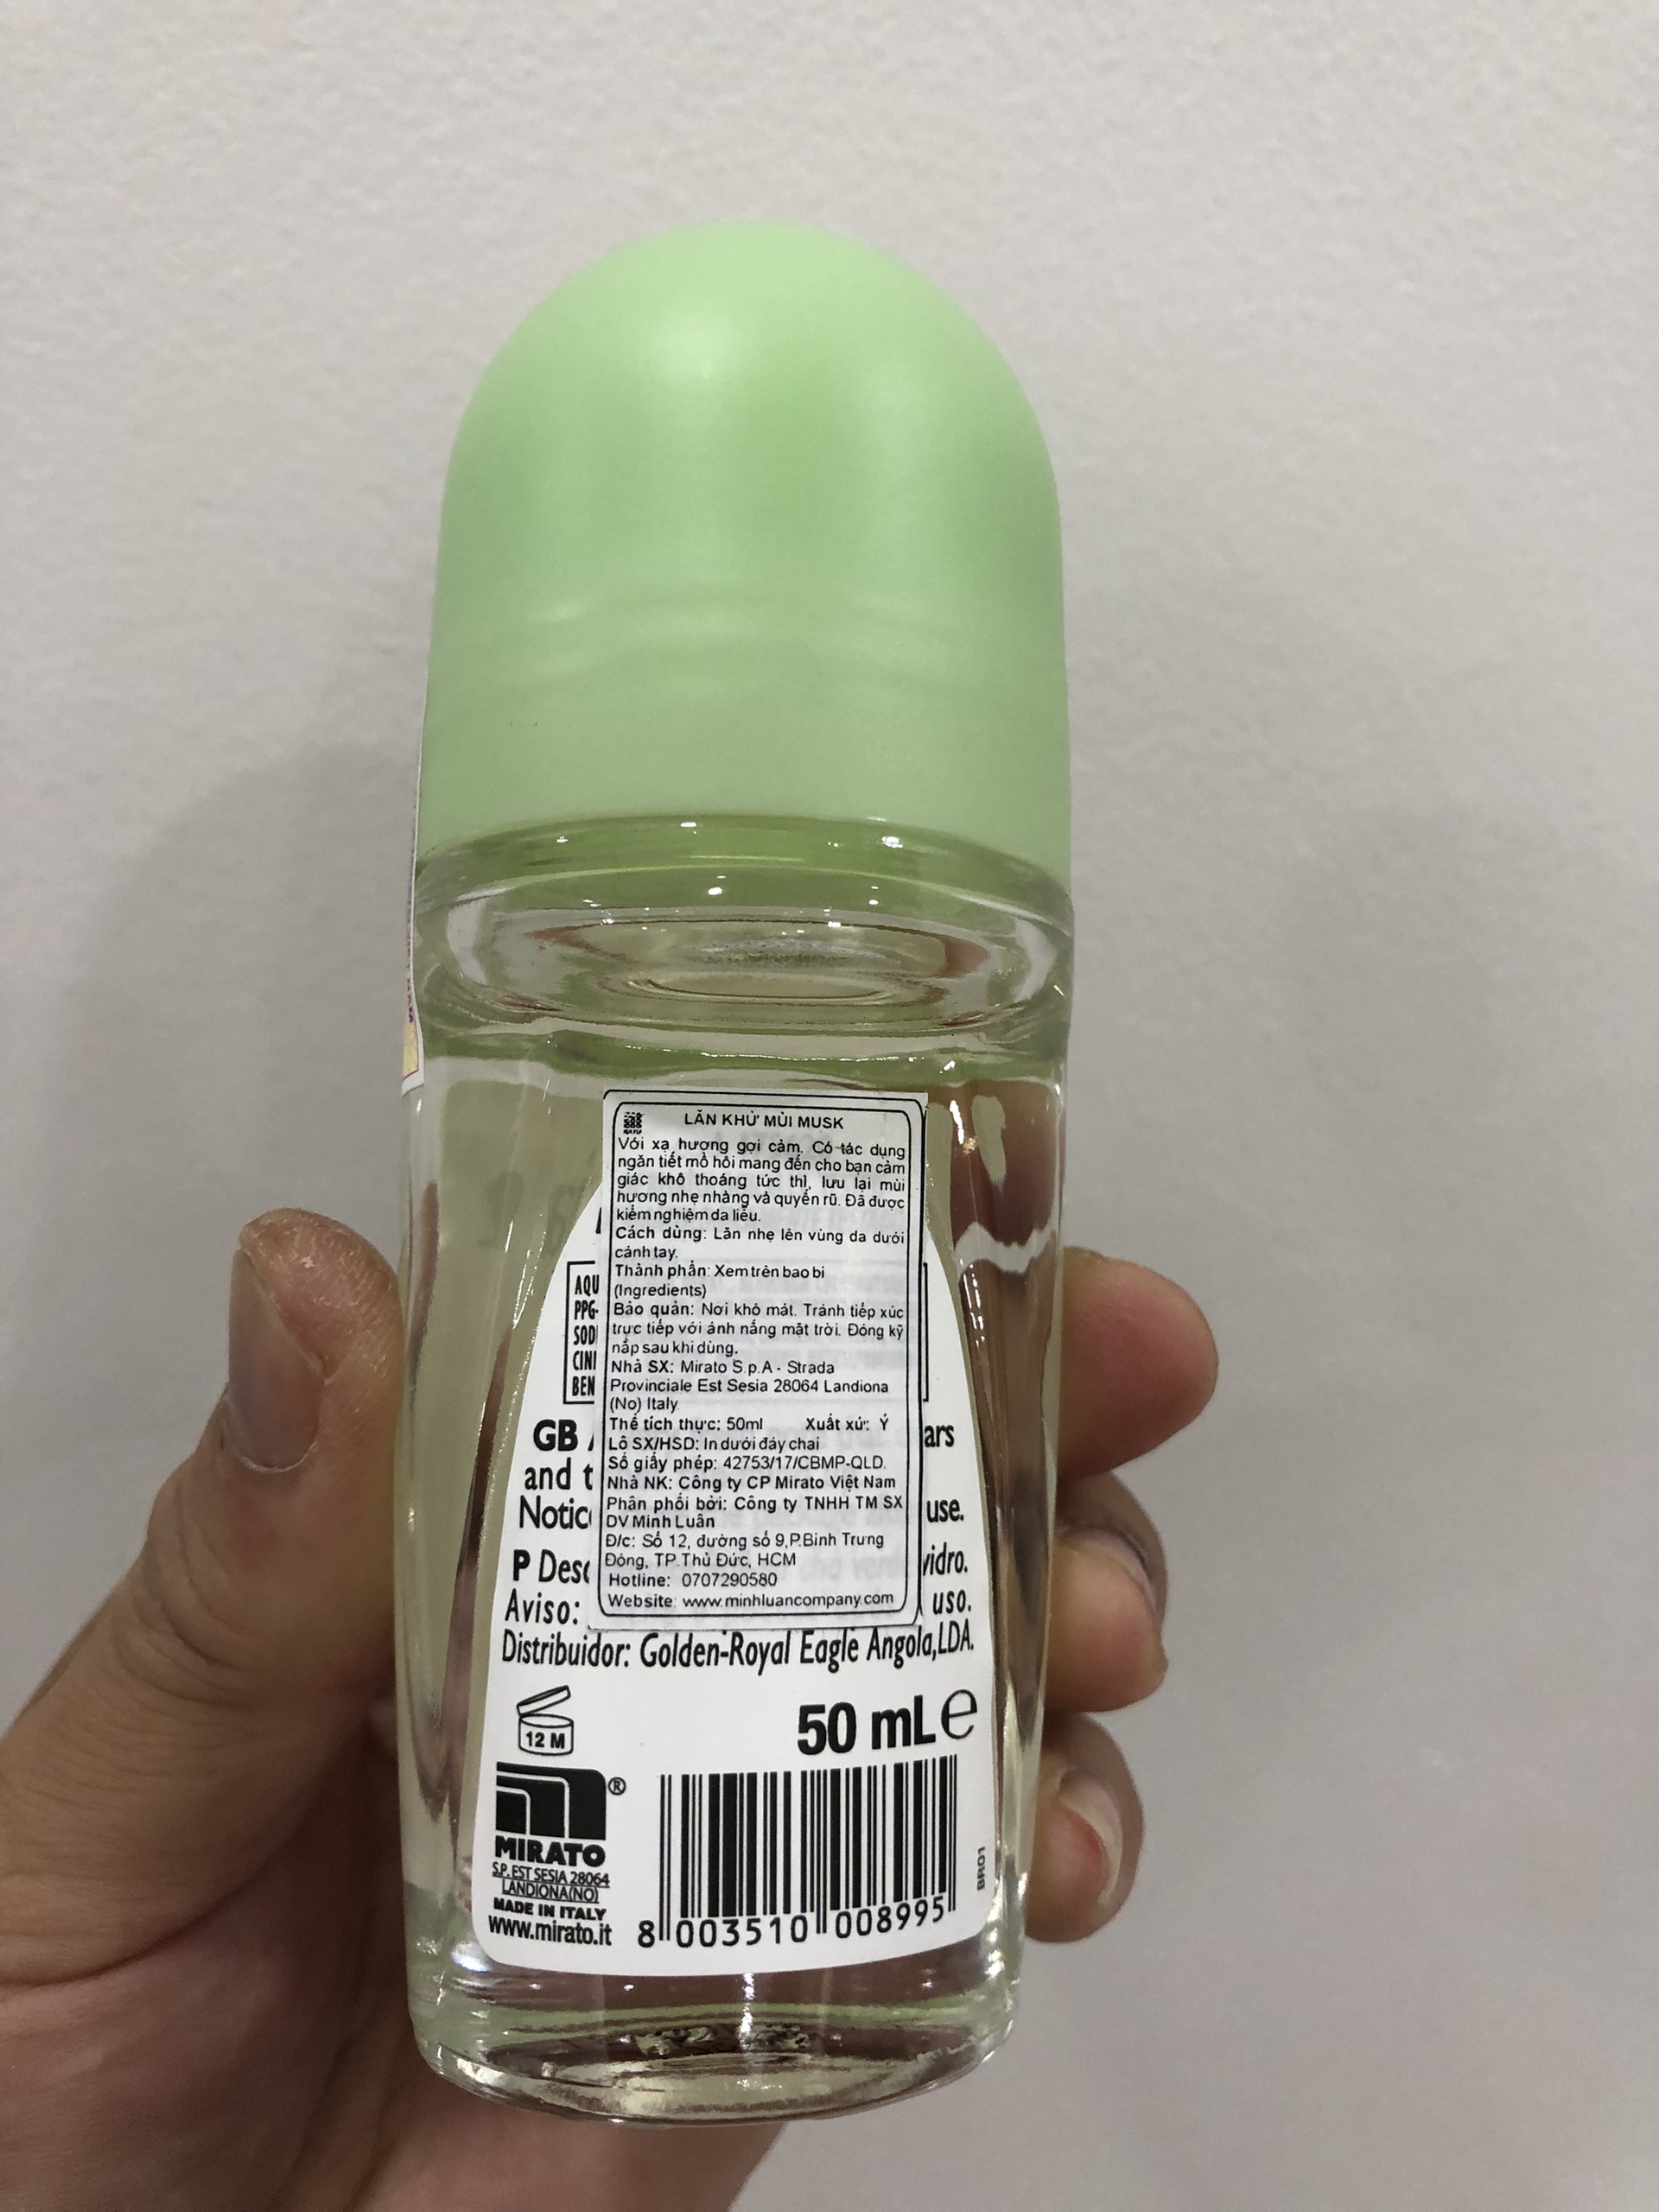 LĂN KHỬ MÙI MUSK
Với xạ hương gợi cảm. Có tác dụng
ngăn tiết mồ hôi mang đến cho bạn cảm
giác khô thoáng tức thì, lưu lại mùi
hương nhẹ nhàng và quyến rũ. Đã được
kiểm nghiệm da liễu.
Cách dùng: Lăn nhẹ lên vùng da dưới
cánh tay.
Thành phần: Xem trên bao bì
(Ingredients)
Bảo quản: Nơi khô mát. Tránh tiếp xúc
trực tiếp với ánh nắng mặt trời. Đóng kỹ
nắp sau khi dùng.
Nhà SX: Mirato S.p.A - Strada
Provinciale Est Sesia 28064 Landiona
(No) Italy
Thể tích thực: 50ml Xuất xứ: Ý
Lô SX/HSD: In dưới đáy chai
Số giấy phép: 42753/17/CBMP-QLD.
Nhà NK: Công ty CP Mirato Việt Nam
Phân phối bởi: Công ty TNHH TM SX
DV Minh Luân
Đ/c: Số 12, đường số 9,P.Bình Trưng
Đông, TP.Thủ Đức, HCM
Hotline: 0707290580
Website: www.minhluancompany.com
AQU
PPG-
SOD
CIN
BEN
GB ars
and t
Notic use.
P Des vidro.
Aviso: uso.
Distribuidor: Golden-Royal Eagle Angola,LDA.
12 M
50 mL e
MIRATO ®
S.P. EST SESIA 28064
LANDIONA(NO)
MADE IN ITALY
www.mirato.it
8 003510 008995
BR01